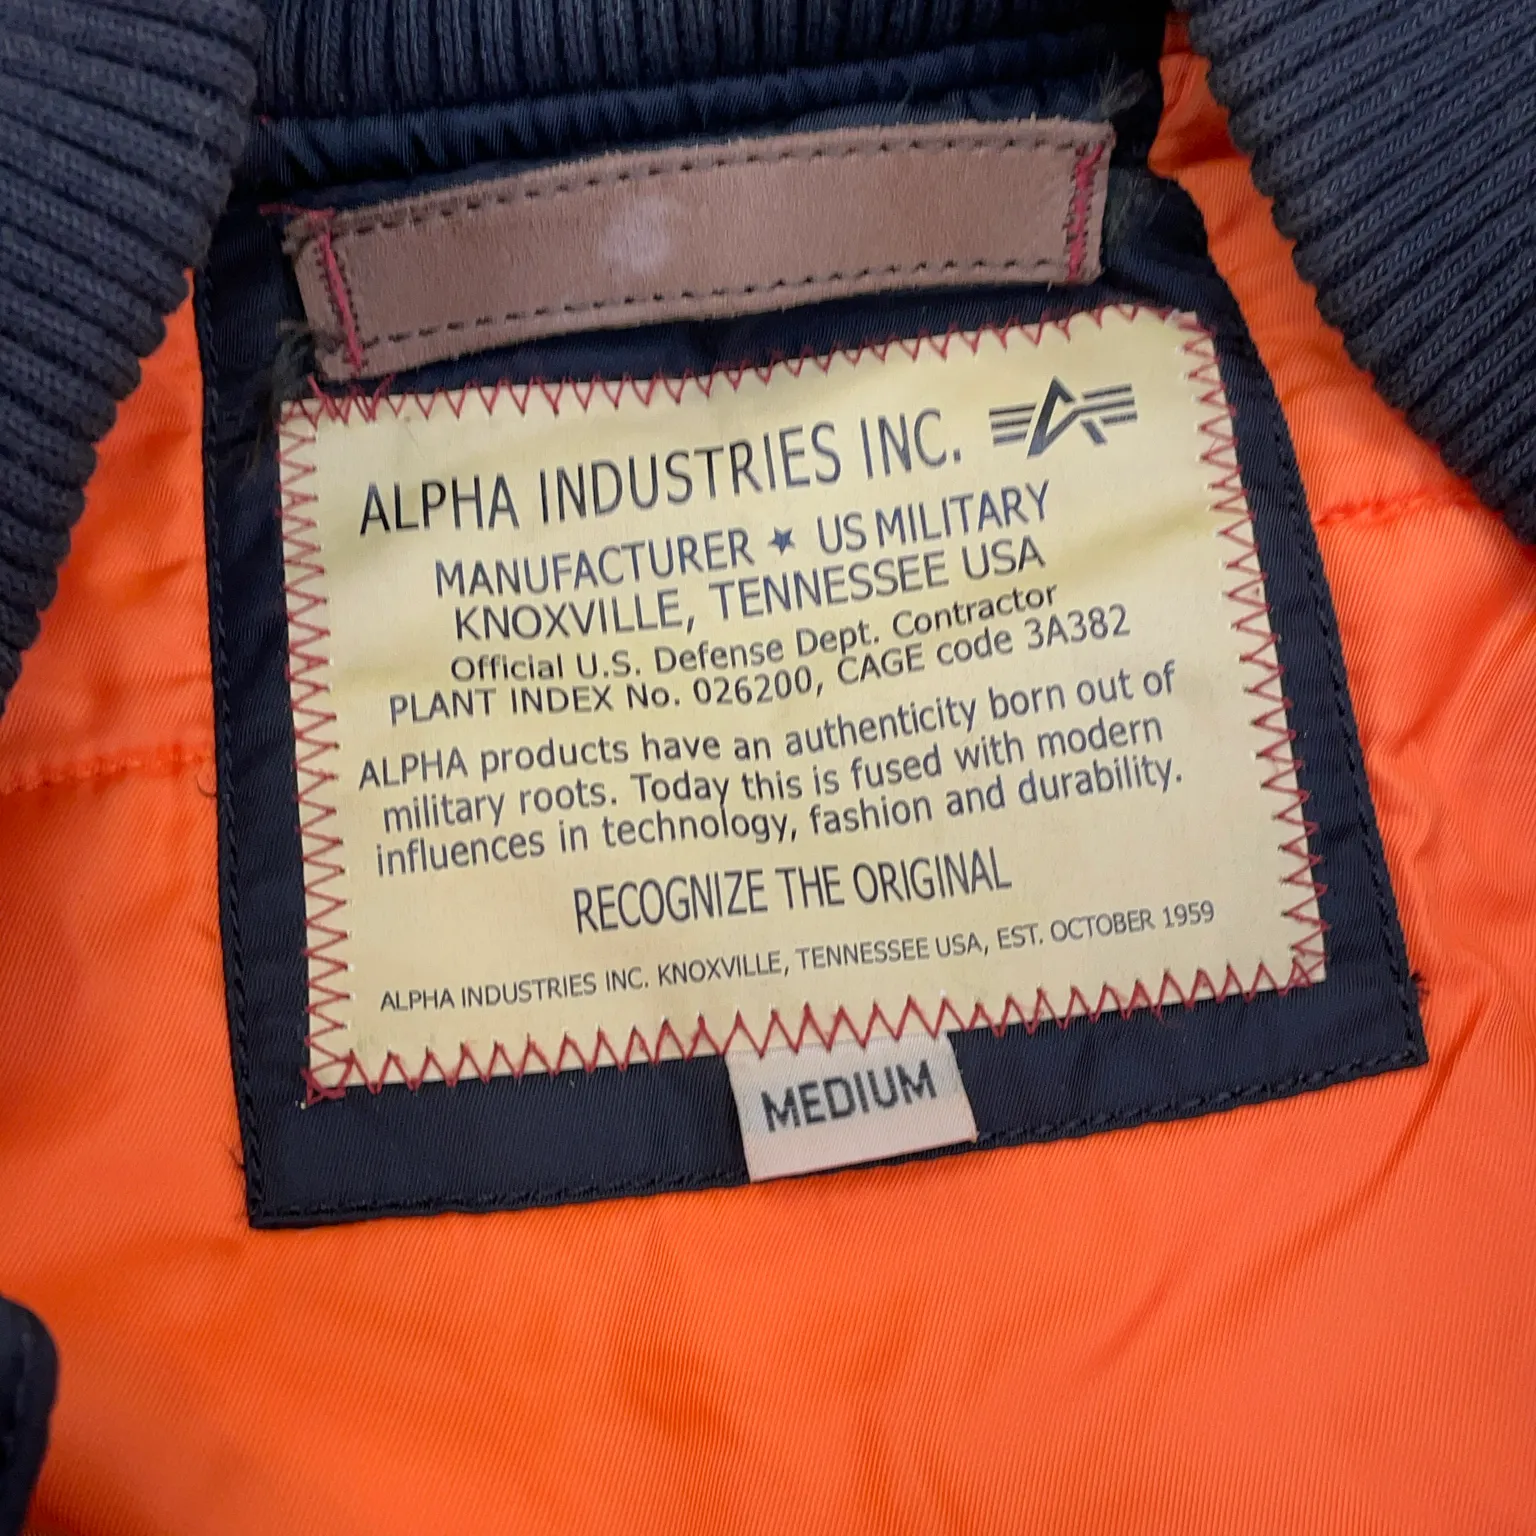 ALPHA INDUSTRIES INC.
MANUFACTURER ★ US MILITARY
KNOXVILLE, TENNESSEE USA
Official U.S. Defense Dept. Contractor
PLANT INDEX No. 026200, CAGE code 3A382
ALPHA products have an authenticity born out of
military roots. Today this is fused with modern
influences in technology, fashion and durability.
RECOGNIZE THE ORIGINAL
ALPHA INDUSTRIES INC. KNOXVILLE, TENNESSEE USA, EST. OCTOBER 1959
MEDIUM